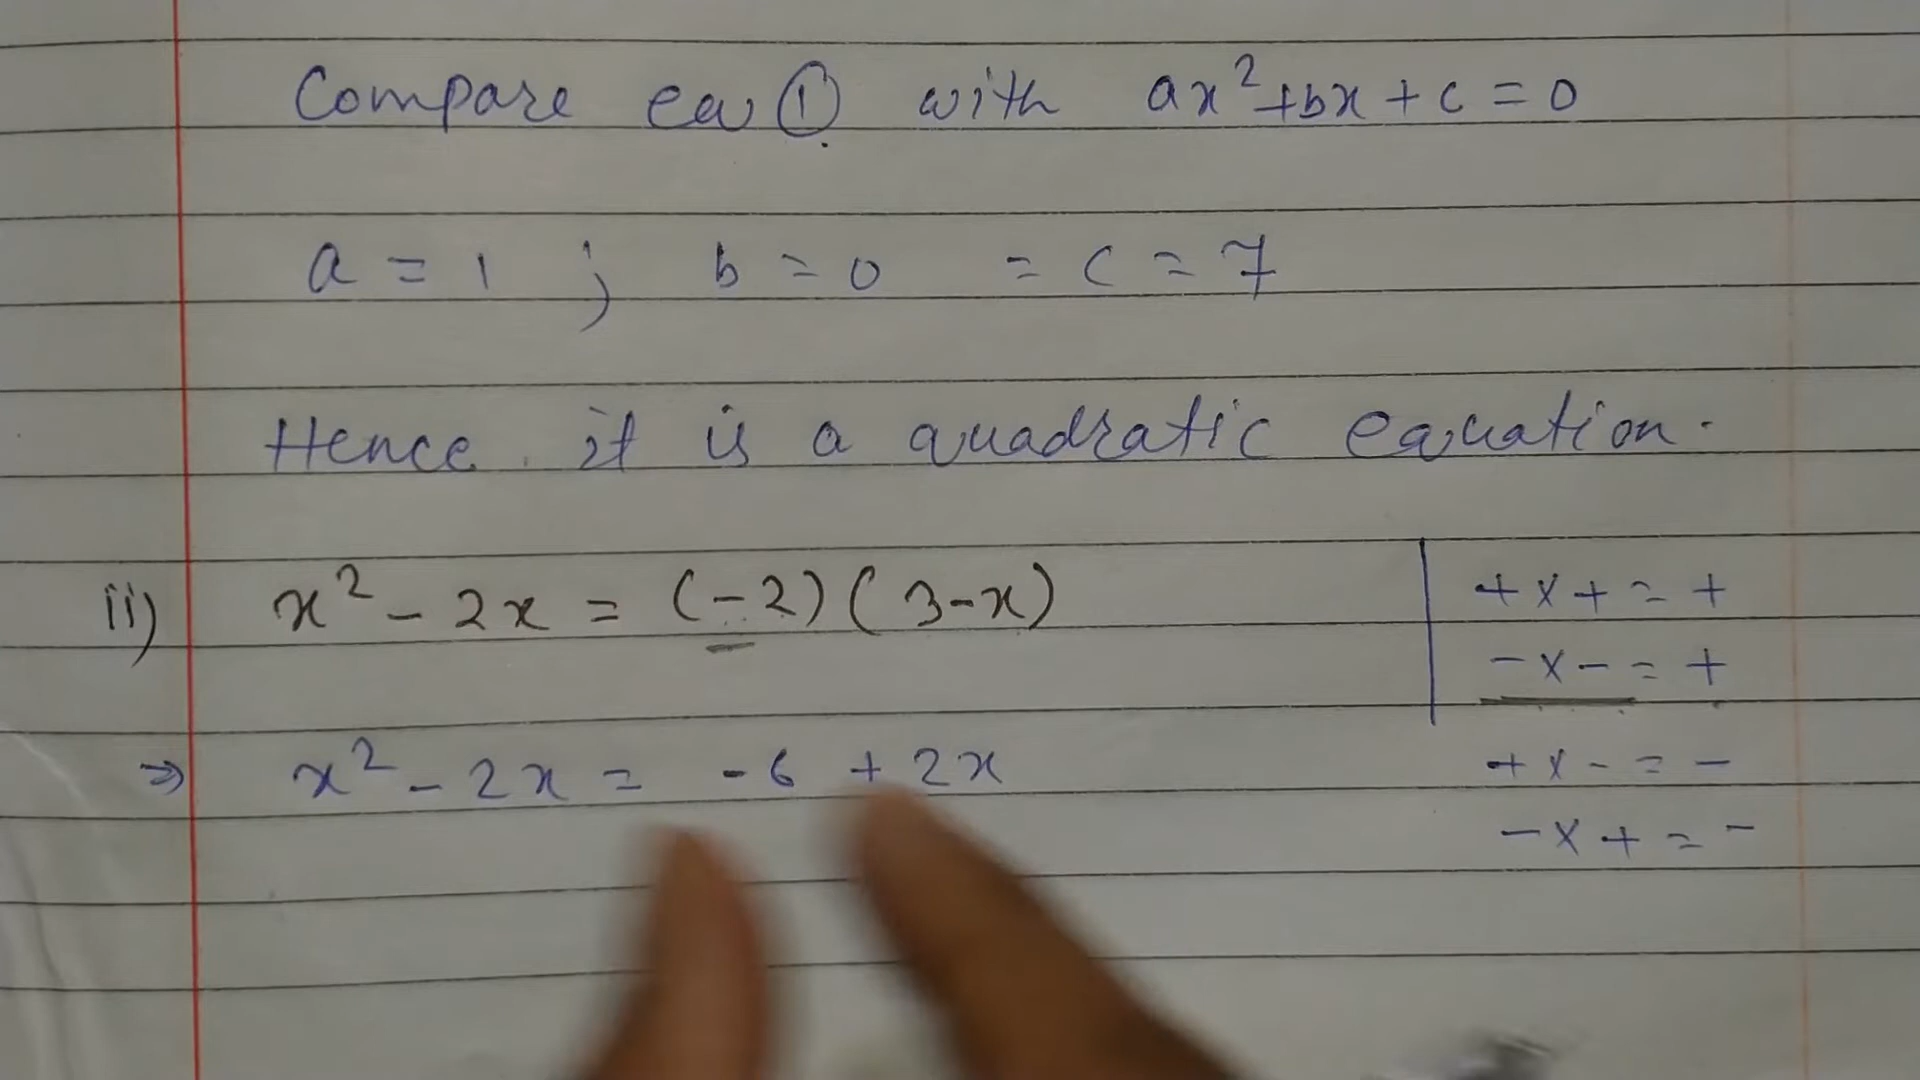 Compare eq ① with ax²+bx+c=0
a = 1 ; b = 0 = c = 7
Hence it is a quadratic equation.
ii) x² - 2x = (-2)(3-x)
+ x + = +
- x - = +
⇒ x² - 2x = -6 + 2x
+ x - = -
- x + = -